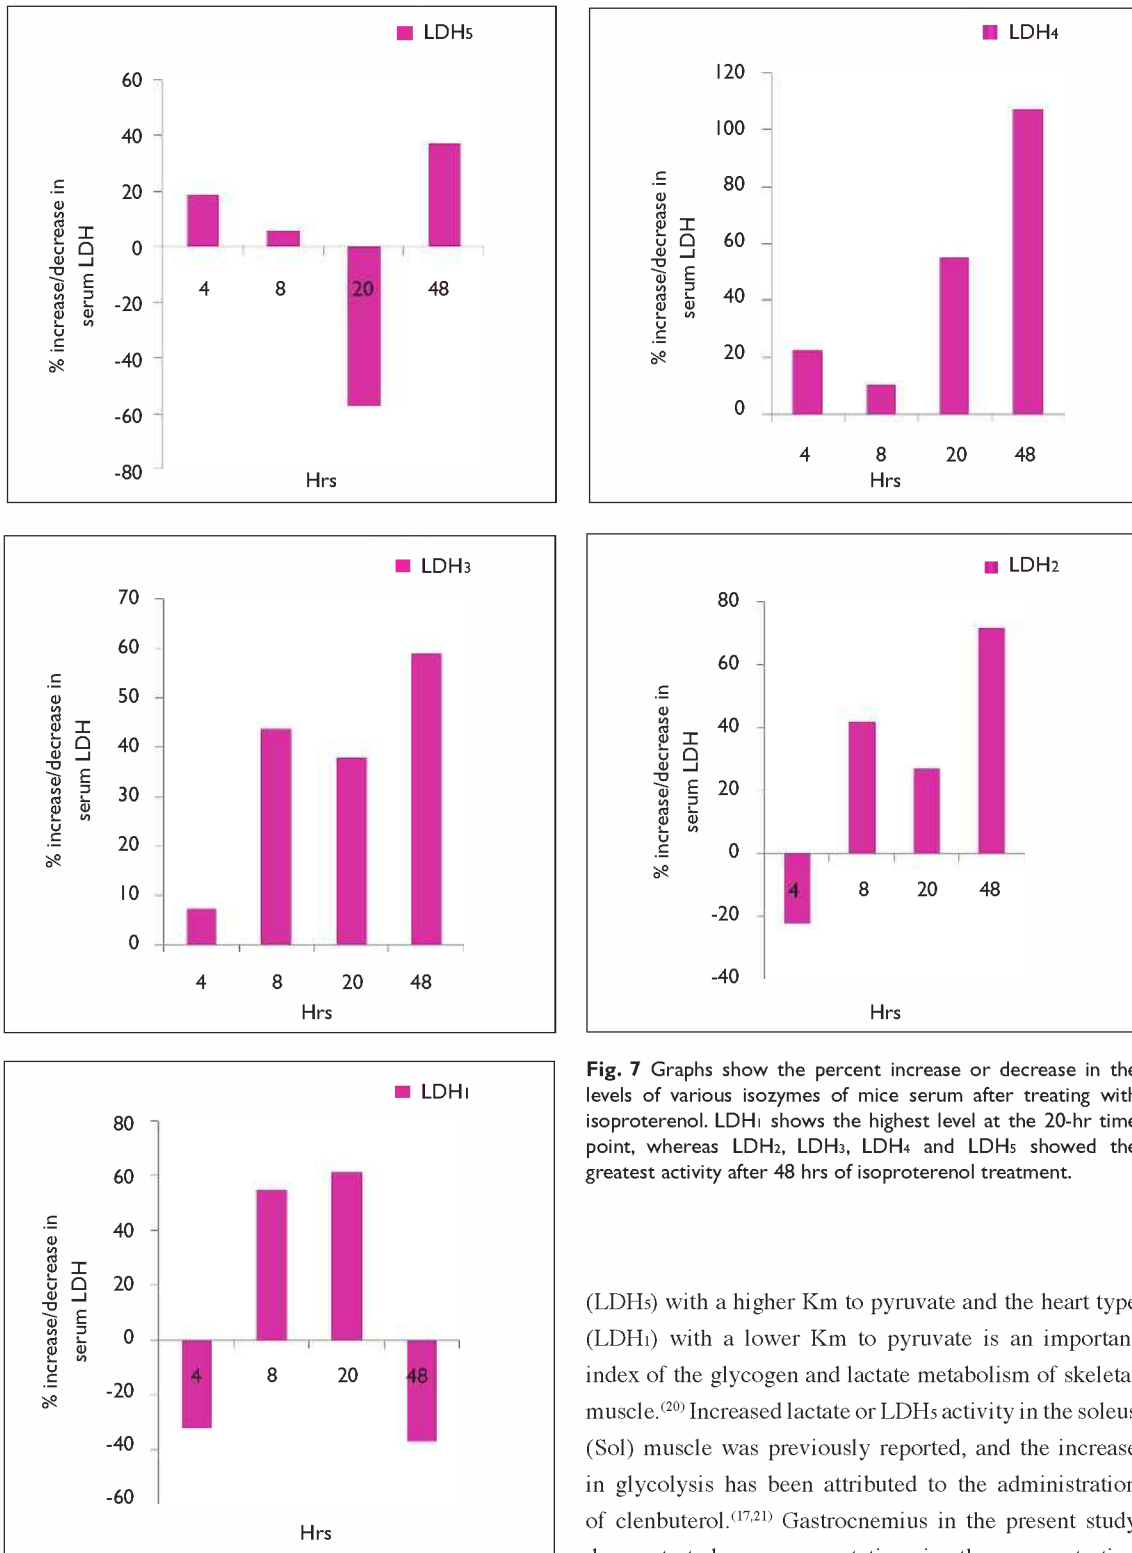 LDH5
60
40
20
0
-20
-40
-60
-80
% increase/decrease in
serum LDH
4 8 20 48
Hrs
LDH4
120
100
80
60
40
20
0
% increase/decrease in
serum LDH
4 8 20 48
Hrs
LDH3
70
60
50
40
30
20
10
0
% increase/decrease in
serum LDH
4 8 20 48
Hrs
LDH2
80
60
40
20
0
-20
-40
% increase/decrease in
serum LDH
4 8 20 48
Hrs
LDH1
80
60
40
20
0
-20
-40
-60
% increase/decrease in
serum LDH
4 8 20 48
Hrs
Fig. 7 Graphs show the percent increase or decrease in the
levels of various isozymes of mice serum after treating with
isoproterenol. LDH1 shows the highest level at the 20-hr time
point, whereas LDH2, LDH3, LDH4 and LDH5 showed the
greatest activity after 48 hrs of isoproterenol treatment.
(LDH5) with a higher Km to pyruvate and the heart type
(LDH1) with a lower Km to pyruvate is an importan
index of the glycogen and lactate metabolism of skeleta
muscle.(20) Increased lactate or LDH5 activity in the soleus
(Sol) muscle was previously reported, and the increase
in glycolysis has been attributed to the administration
of clenbuterol.(17,21) Gastrocnemius in the present study